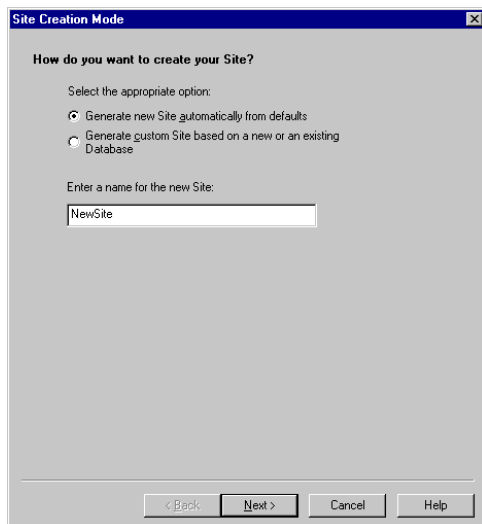 Site Creation Mode
How do you want to create your Site?
Select the appropriate option:
Generate new Site automatically from defaults
Generate custom Site based on a new or an existing
Database
Enter a name for the new Site:
NewSite
< Back
Next >
Cancel
Help